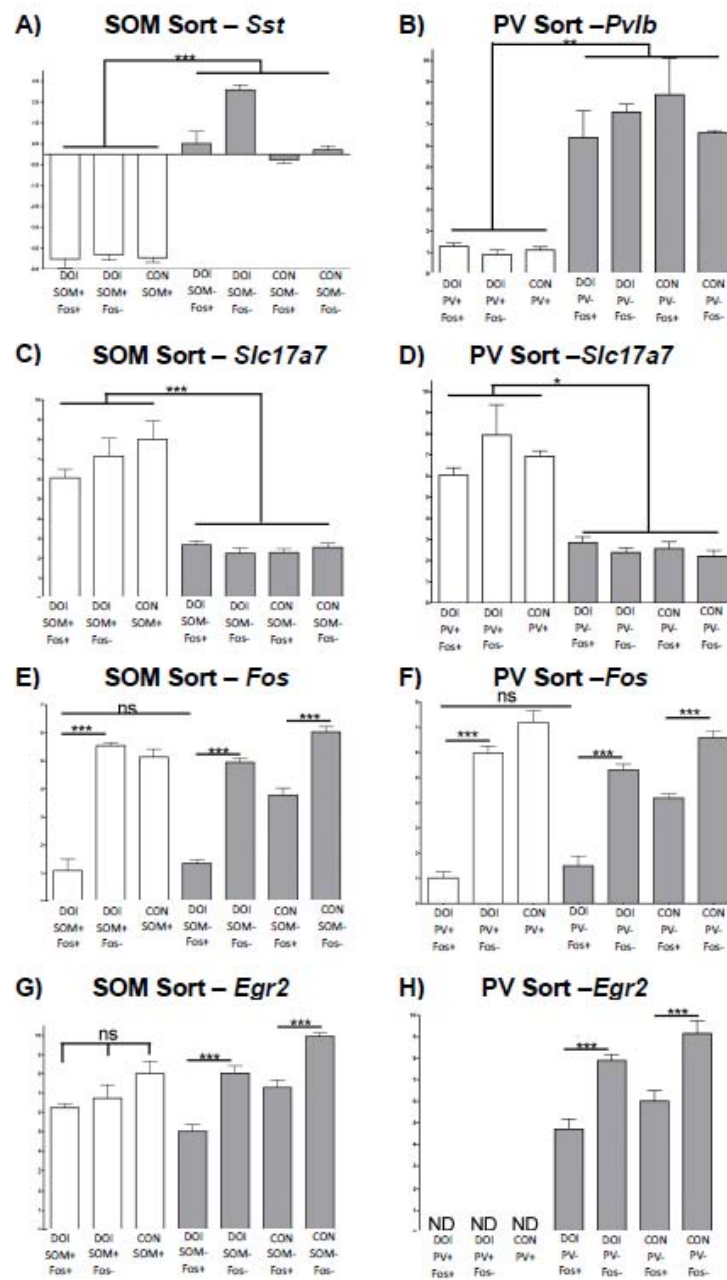 A) SOM Sort – Sst
***
DOI SOM+ Fos+
DOI SOM+ Fos-
CON SOM+
DOI SOM- Fos+
DOI SOM- Fos-
CON SOM- Fos+
CON SOM- Fos-
B) PV Sort –Pvlb
**
7
6
5
4
3
2
1
0
DOI PV+ Fos+
DOI PV+ Fos-
CON PV+
DOI PV- Fos+
DOI PV- Fos-
CON PV- Fos+
CON PV- Fos-
C) SOM Sort – Slc17a7
***
DOI SOM+ Fos+
DOI SOM+ Fos-
CON SOM+
DOI SOM- Fos+
DOI SOM- Fos-
CON SOM- Fos+
CON SOM- Fos-
D) PV Sort –Slc17a7
*
DOI PV+ Fos+
DOI PV+ Fos-
CON PV+
DOI PV- Fos+
DOI PV- Fos-
CON PV- Fos+
CON PV- Fos-
E) SOM Sort – Fos
ns
***
***
***
DOI SOM+ Fos+
DOI SOM+ Fos-
CON SOM+
DOI SOM- Fos+
DOI SOM- Fos-
CON SOM- Fos+
CON SOM- Fos-
F) PV Sort –Fos
ns
***
***
***
DOI PV+ Fos+
DOI PV+ Fos-
CON PV+
DOI PV- Fos+
DOI PV- Fos-
CON PV- Fos+
CON PV- Fos-
G) SOM Sort – Egr2
ns
***
***
DOI SOM+ Fos+
DOI SOM+ Fos-
CON SOM+
DOI SOM- Fos+
DOI SOM- Fos-
CON SOM- Fos+
CON SOM- Fos-
H) PV Sort –Egr2
***
***
ND ND ND
DOI PV+ Fos+
DOI PV+ Fos-
CON PV+
DOI PV- Fos+
DOI PV- Fos-
CON PV- Fos+
CON PV- Fos-